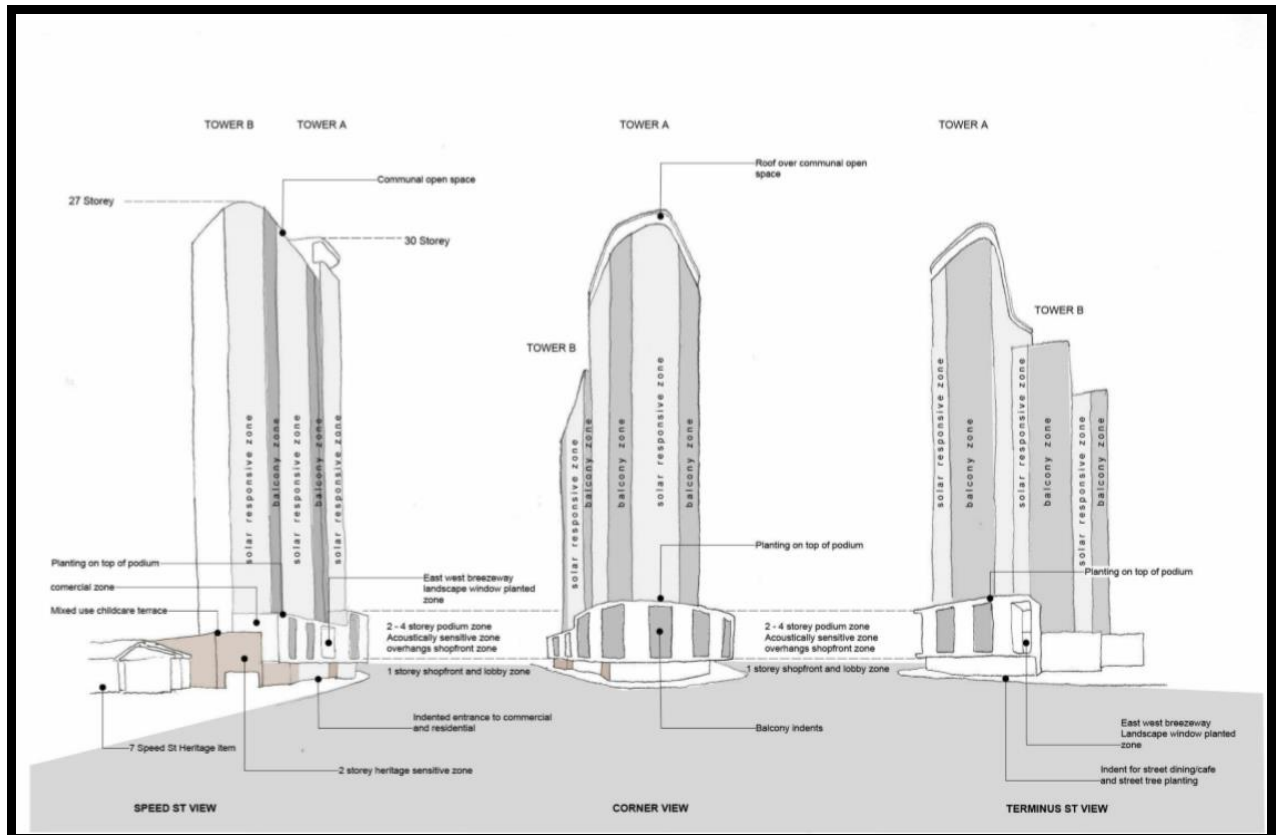 TOWER B
TOWER A
TOWER A
TOWER A
Communal open space
Roof over communal open
space
27 Storey
30 Storey
TOWER B
TOWER B
solar responsive zone
balcony zone
solar responsive zone
balcony zone
solar responsive zone
solar responsive zone
balcony zone
balcony zone
solar responsive zone
balcony zone
solar responsive zone
balcony zone
solar responsive zone
balcony zone
solar responsive zone
balcony zone
Planting on top of podium
comercial zone
Mixed use childcare terrace
East west breezeway
landscape window planted
zone
2 - 4 storey podium zone
Acoustically sensitive zone
overhangs shopfront zone
1 storey shopfront and lobby zone
Indented entrance to commercial
and residential
7 Speed St Heritage Item
2 storey heritage sensitive zone
Planting on top of podium
2 - 4 storey podium zone
Acoustically sensitive zone
overhangs shopfront zone
1 storey shopfront and lobby zone
Balcony indents
Planting on top of podium
East west breezeway
Landscape window planted
zone
Indent for street dining/cafe
and street tree planting
SPEED ST VIEW
CORNER VIEW
TERMINUS ST VIEW